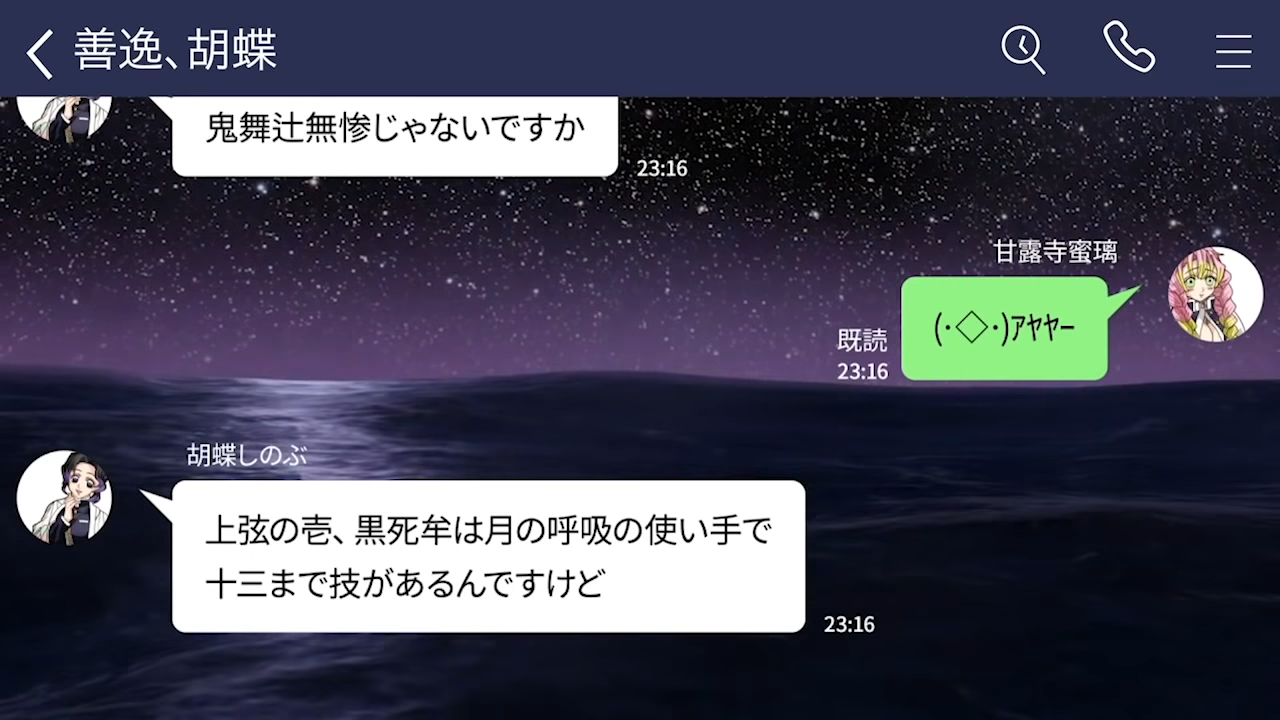 善逸、胡蝶
鬼舞辻無惨じゃないですか
23:16
甘露寺蜜璃
(・◇・)ｱﾔﾔｰ
既読
23:16
胡蝶しのぶ
上弦の壱、黒死牟は月の呼吸の使い手で
十三まで技があるんですけど
23:16